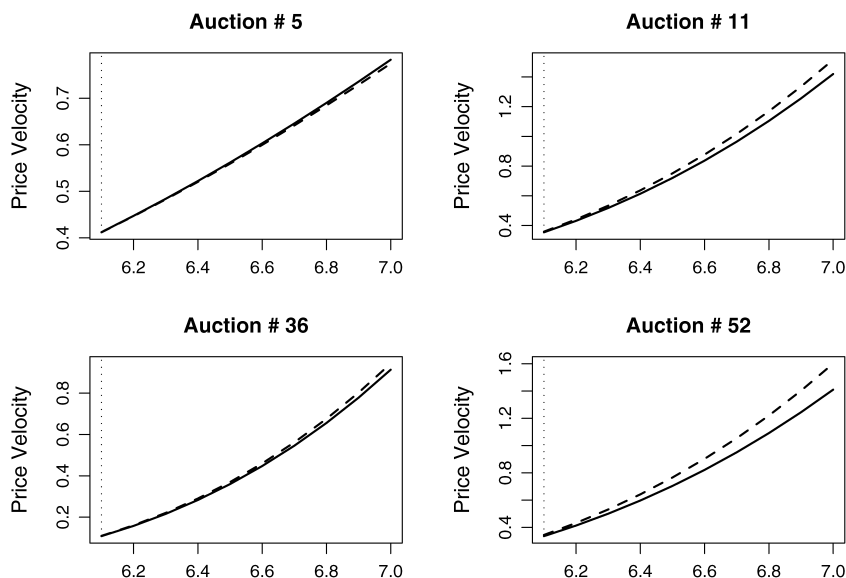 Auction # 5
Price Velocity
0.4 0.5 0.6 0.7
6.2 6.4 6.6 6.8 7.0
Auction # 11
Price Velocity
0.4 0.8 1.2
6.2 6.4 6.6 6.8 7.0
Auction # 36
Price Velocity
0.2 0.4 0.6 0.8
6.2 6.4 6.6 6.8 7.0
Auction # 52
Price Velocity
0.4 0.8 1.2 1.6
6.2 6.4 6.6 6.8 7.0